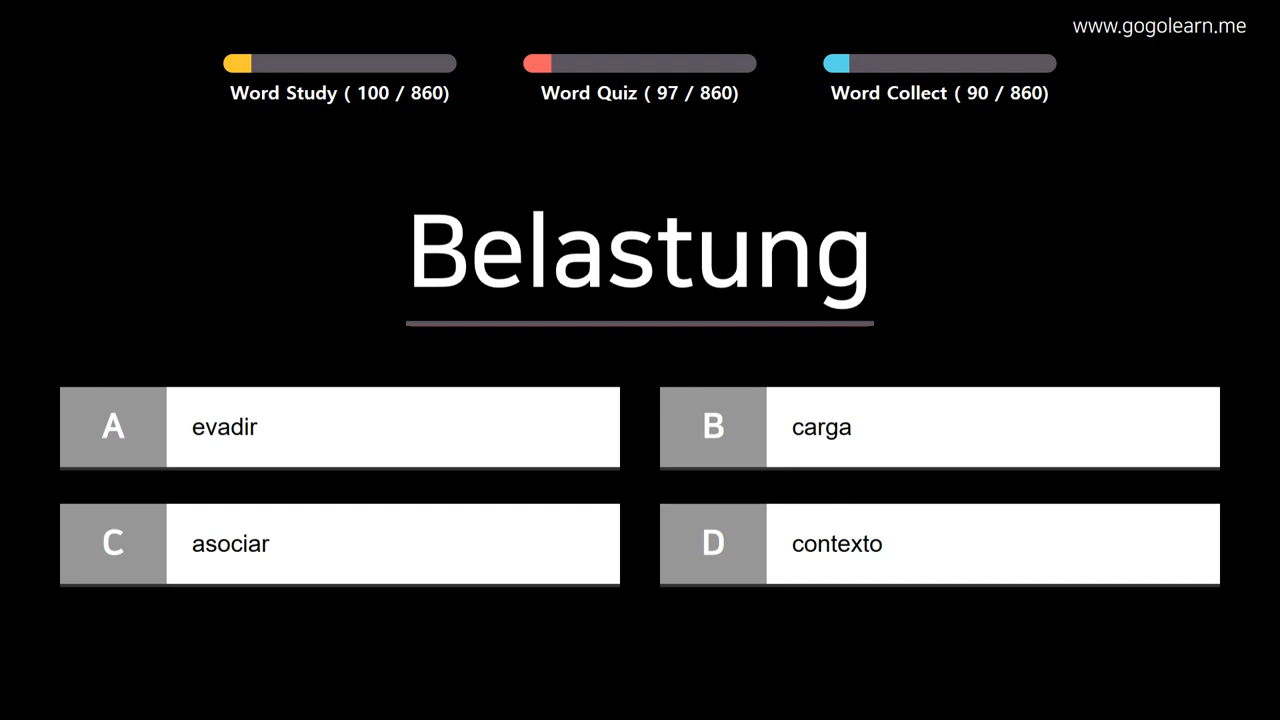 www.gogolearn.me
Word Study ( 100 / 860)
Word Quiz ( 97 / 860)
Word Collect ( 90 / 860)
Belastung
A evadir
B carga
C asociar
D contexto